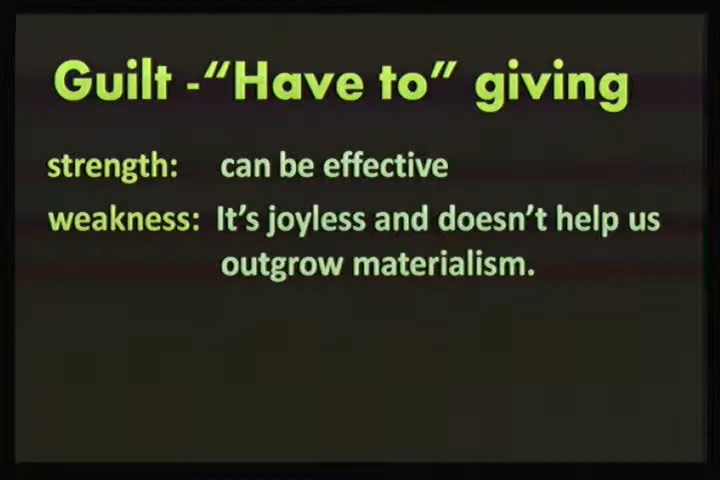 Guilt -“Have to” giving
strength: can be effective
weakness: It’s joyless and doesn’t help us
outgrow materialism.